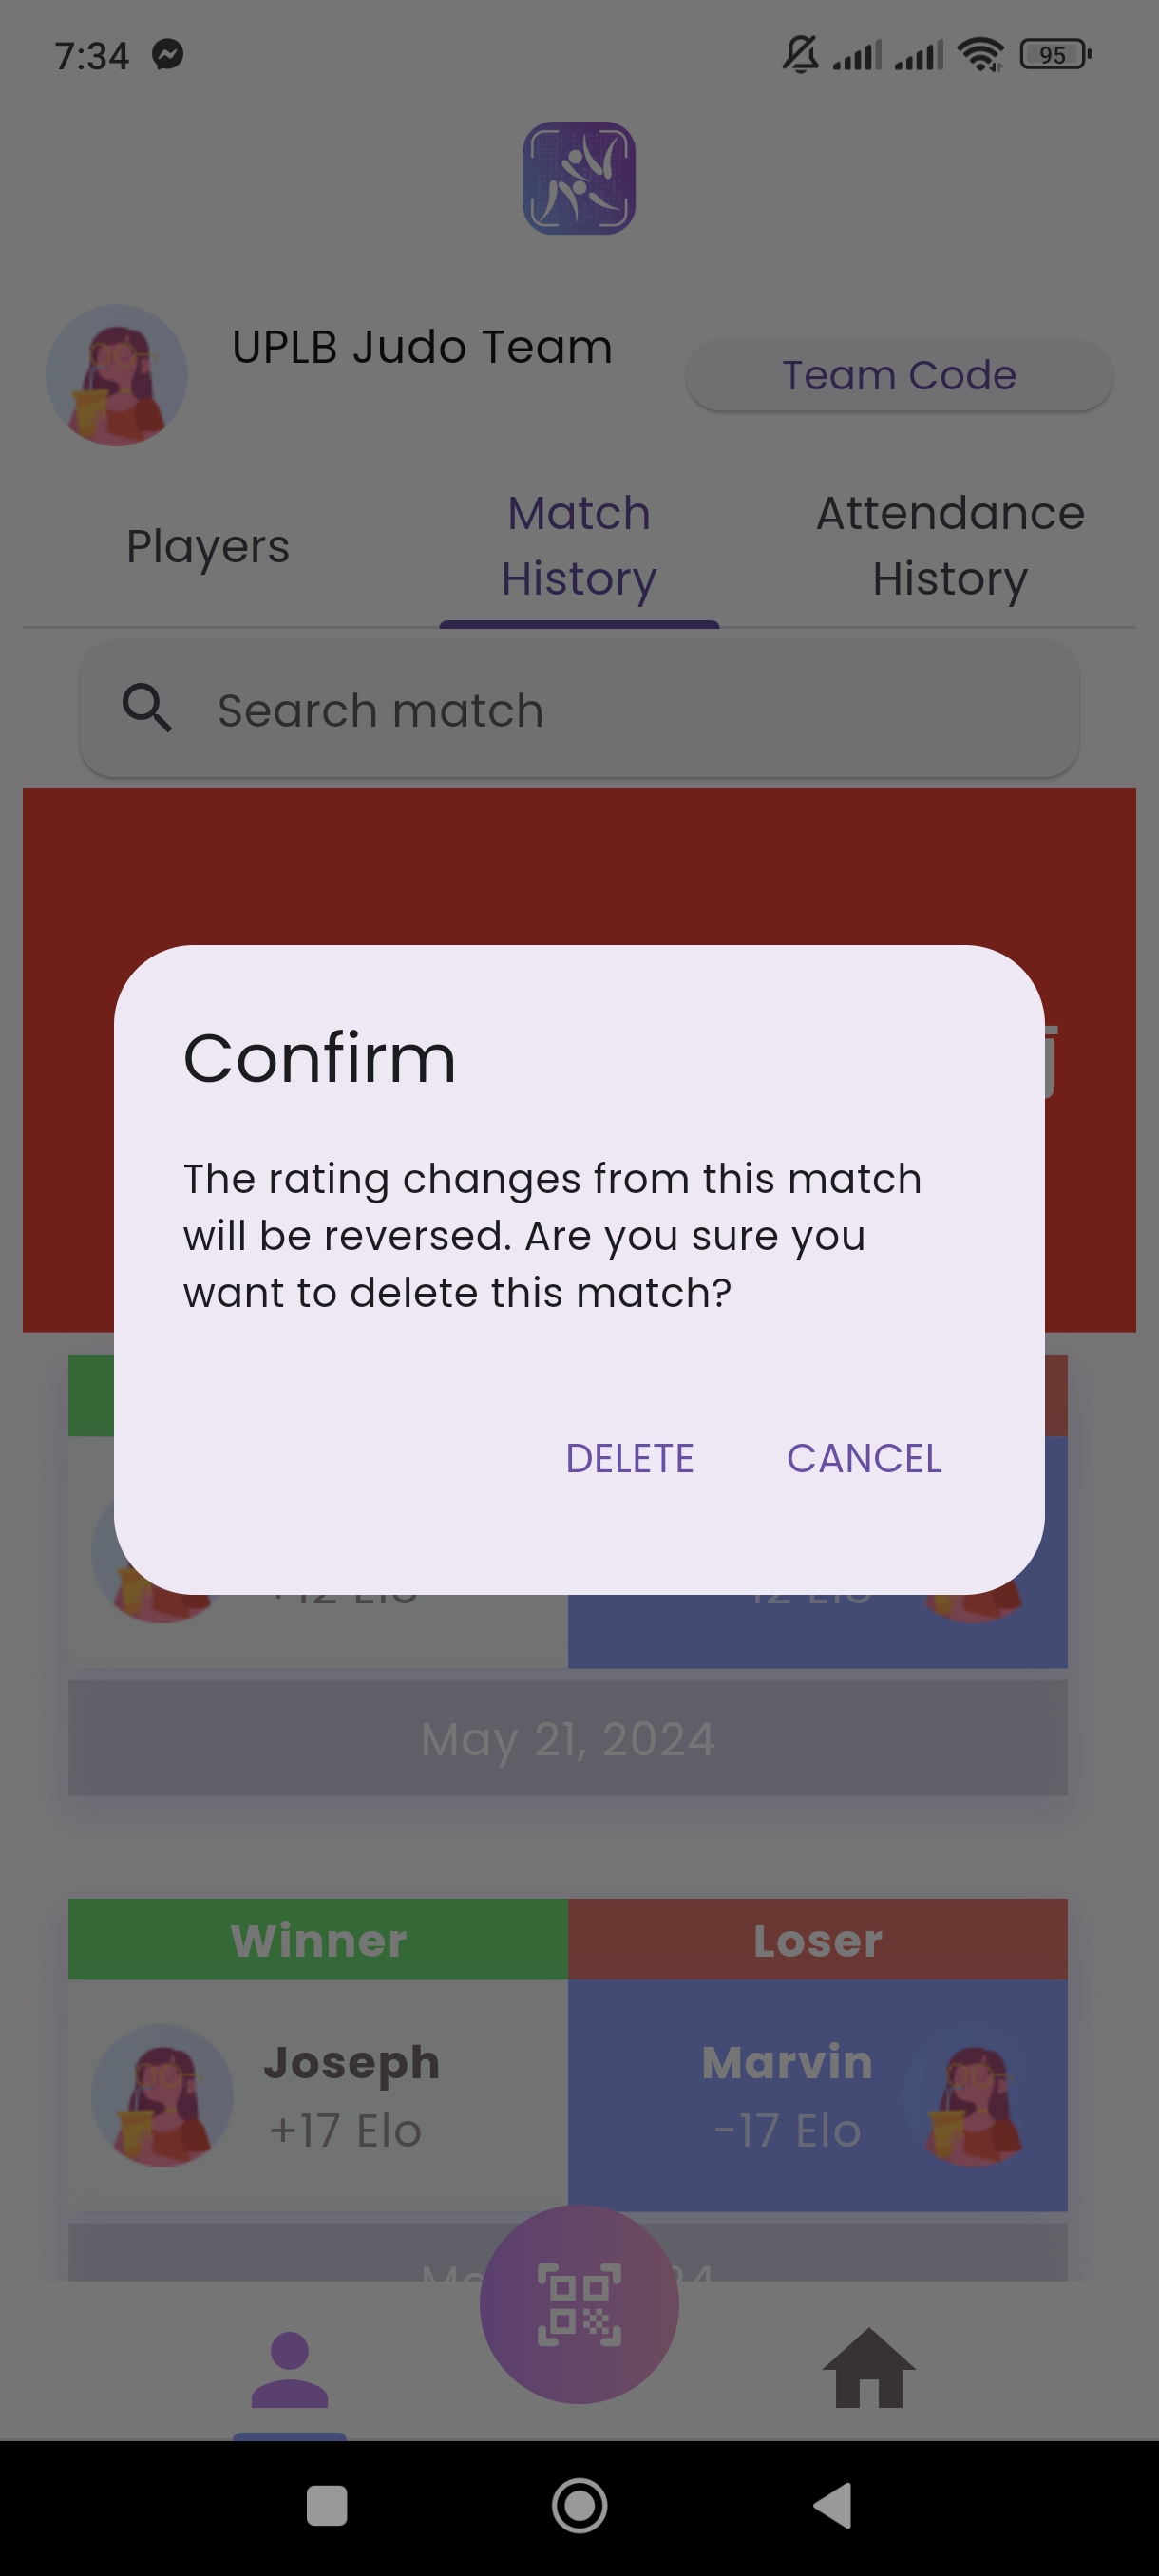 7:34
95
UPLB Judo Team
Team Code
Players
Match
History
Attendance
History
Search match
Confirm
The rating changes from this match
will be reversed. Are you sure you
want to delete this match?
DELETE CANCEL
May 21, 2024
Winner Loser
Joseph Marvin
+17 Elo -17 Elo